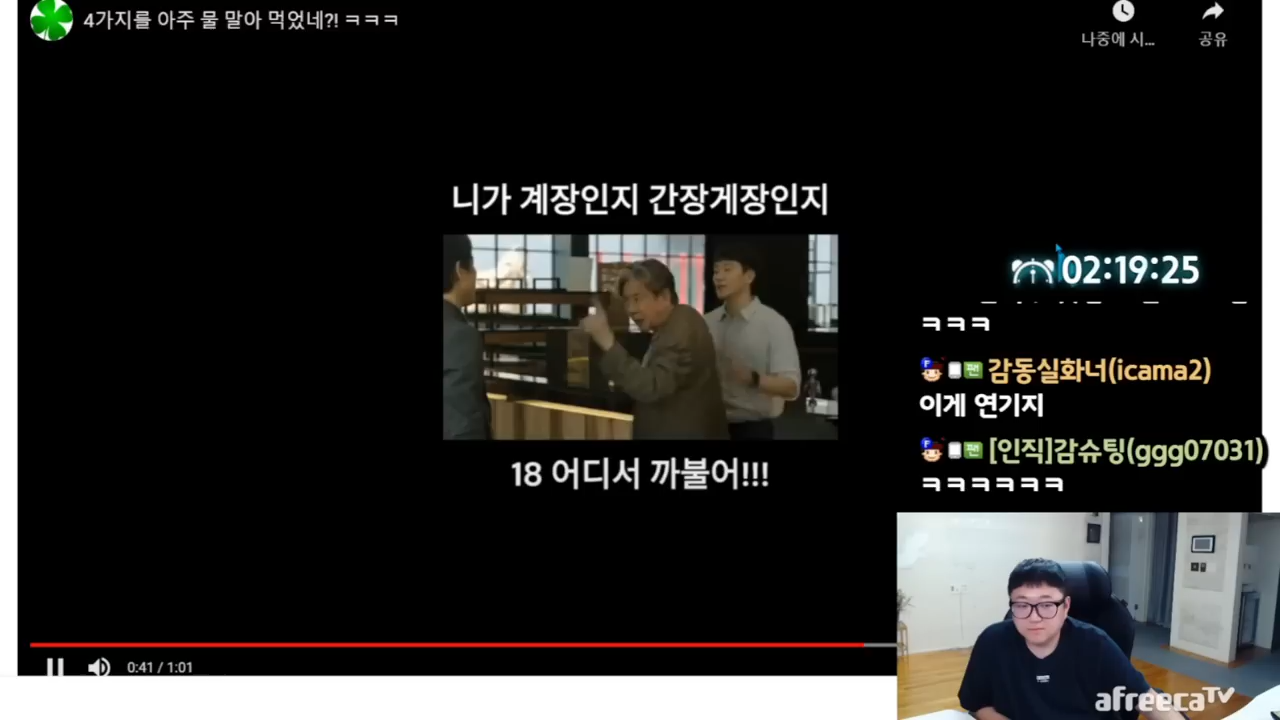 4가지를 아주 물 말아 먹었네?! ㅋㅋㅋ
나중에 시...
공유
니가 계장인지 간장게장인지
18 어디서 까불어!!!
0:41 / 1:01
02:19:25
ㅋㅋㅋ
팬 감동실화너(icama2)
이게 연기지
팬 [인직]감슈팅(ggg07031)
ㅋㅋㅋㅋㅋㅋ
afreecaTV